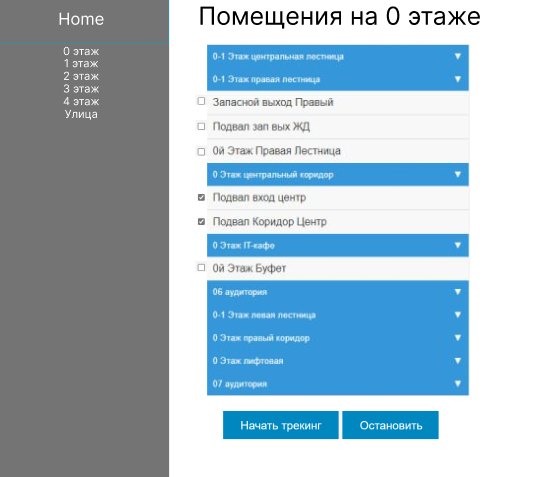 Home
0 этаж
1 этаж
2 этаж
3 этаж
4 этаж
Улица
Помещения на 0 этаже
0-1 Этаж центральная лестница
0-1 Этаж правая лестница
Запасной выход Правый
Подвал зап вых ЖД
0й Этаж Правая Лестница
0 Этаж центральный коридор
Подвал вход центр
Подвал Коридор Центр
0 Этаж IT-кафе
0й Этаж Буфет
06 аудитория
0-1 Этаж левая лестница
0 Этаж правый коридор
0 Этаж лифтовая
07 аудитория
Начать трекинг
Остановить